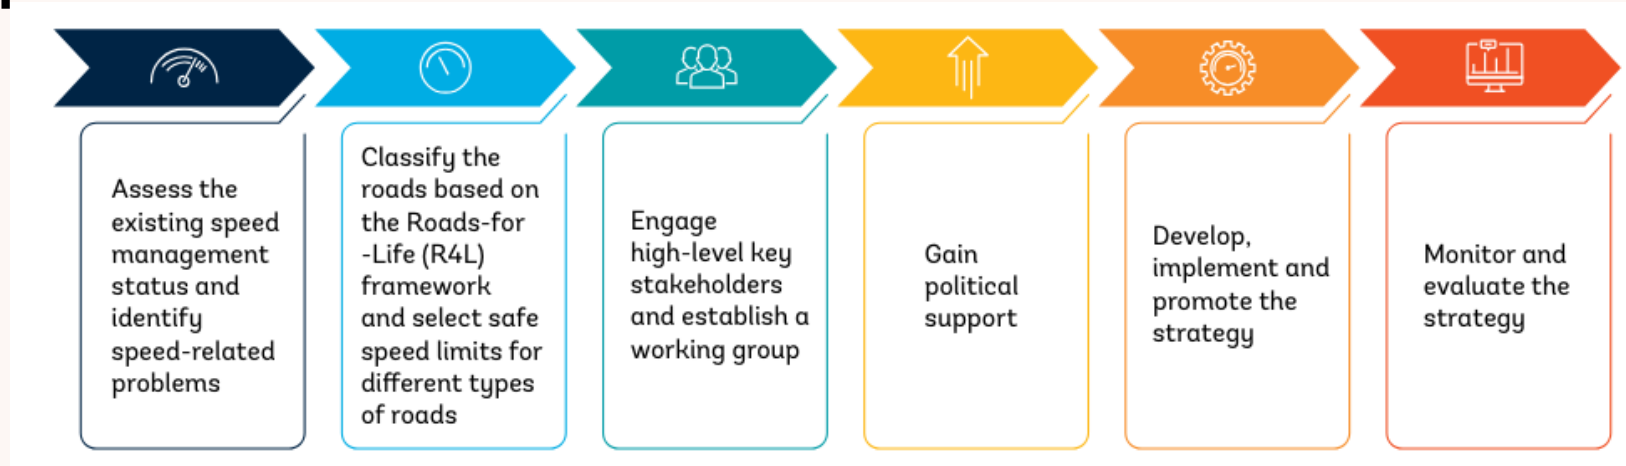 Assess the
existing speed
management
status and
identify
speed-related
problems
Classify the
roads based on
the Roads-for
-Life (R4L)
framework
and select safe
speed limits for
different types
of roads
Engage
high-level key
stakeholders
and establish a
working group
Gain
political
support
Develop,
implement and
promote the
strategy
Monitor and
evaluate the
strategy